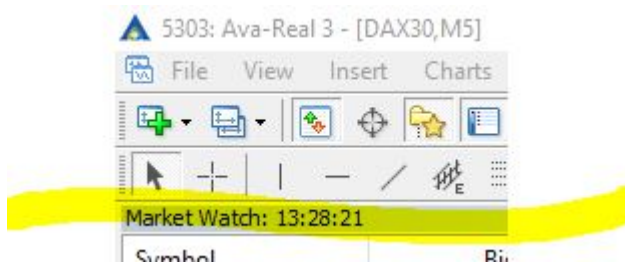 5303: Ava-Real 3 - [DAX30,M5]
File View Insert Charts
E
Market Watch: 13:28:21
Symbol